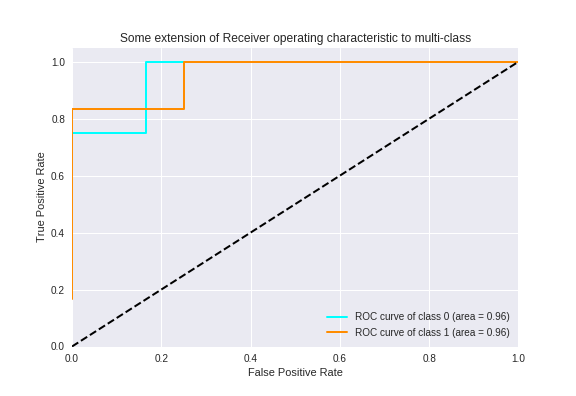 Some extension of Receiver operating characteristic to multi-class
1.0
0.8
0.6
0.4
0.2
0.0
True Positive Rate
ROC curve of class 0 (area = 0.96)
ROC curve of class 1 (area = 0.96)
0.0 0.2 0.4 0.6 0.8 1.0
False Positive Rate